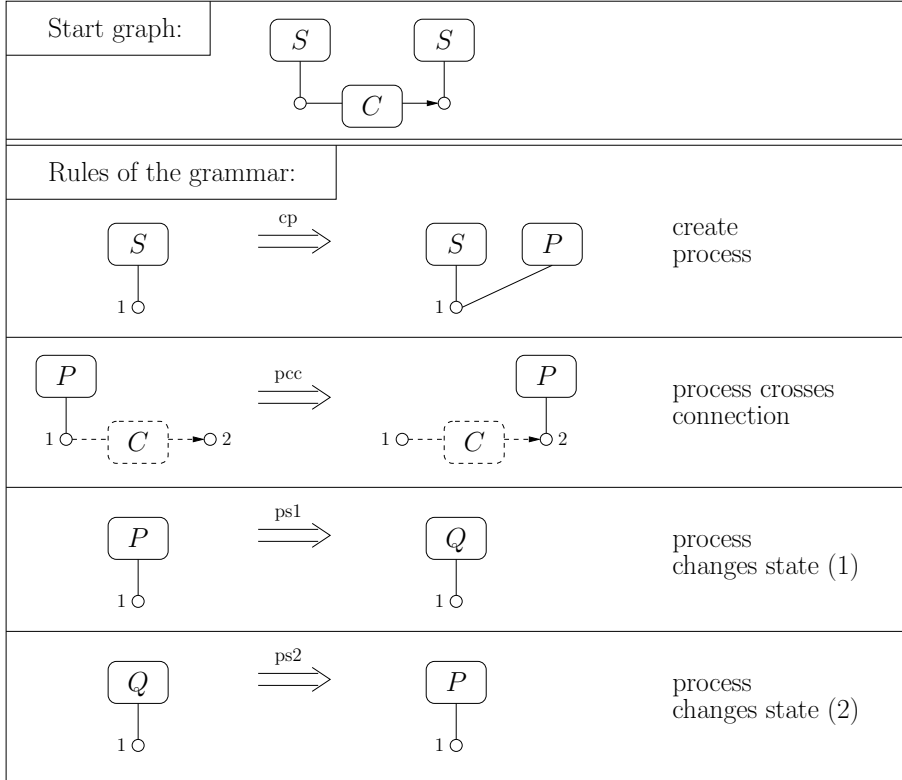 Start graph:
S S
C
Rules of the grammar:
S cp S P create
process
1 1
P pcc P process crosses
connection
1 C 2 1 C 2
P ps1 Q process
changes state (1)
1 1
Q ps2 P process
changes state (2)
1 1